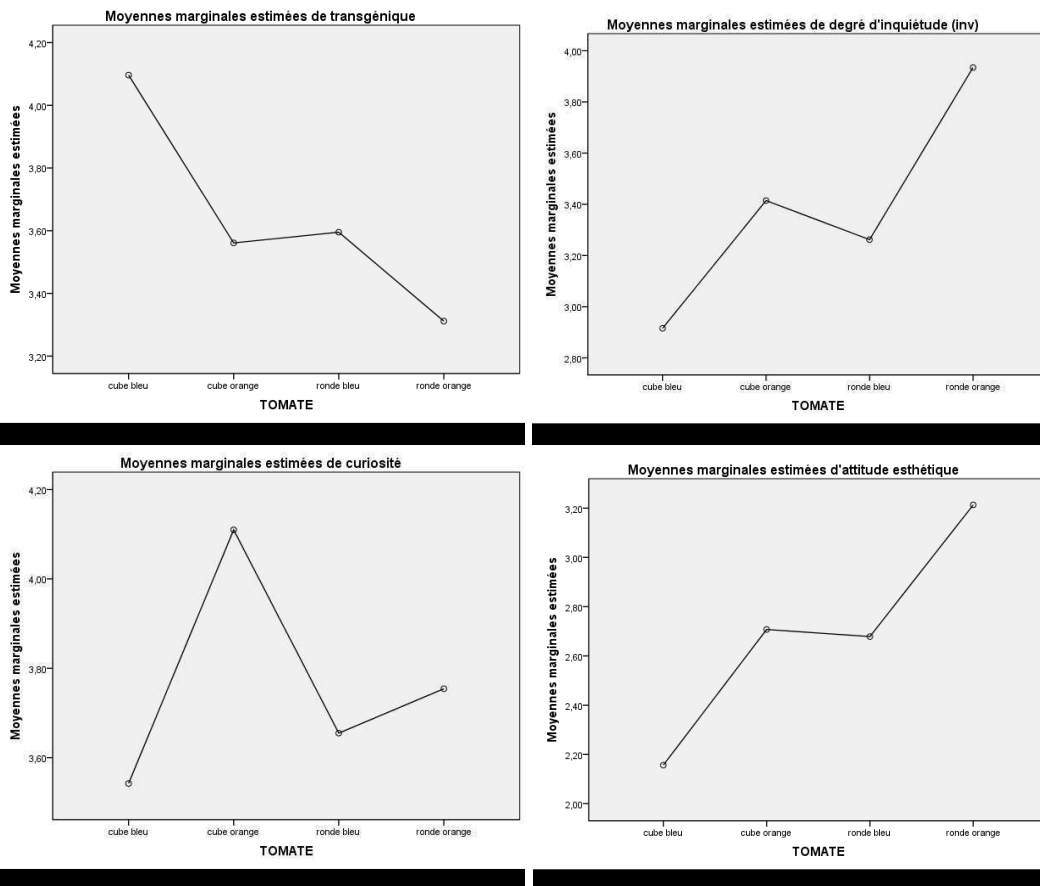 Moyennes marginales estimées de transgénique
Moyennes marginales estimées
4,20
4,00
3,80
3,60
3,40
3,20
cube bleu cube orange ronde bleu ronde orange
TOMATE
Moyennes marginales estimées de degré d'inquiétude (inv)
Moyennes marginales estimées
4,00
3,80
3,60
3,40
3,20
3,00
2,80
cube bleu cube orange ronde bleu ronde orange
TOMATE
Moyennes marginales estimées de curiosité
Moyennes marginales estimées
4,20
4,00
3,80
3,60
cube bleu cube orange ronde bleu ronde orange
TOMATE
Moyennes marginales estimées d'attitude esthétique
Moyennes marginales estimées
3,20
3,00
2,80
2,60
2,40
2,20
2,00
cube bleu cube orange ronde bleu ronde orange
TOMATE